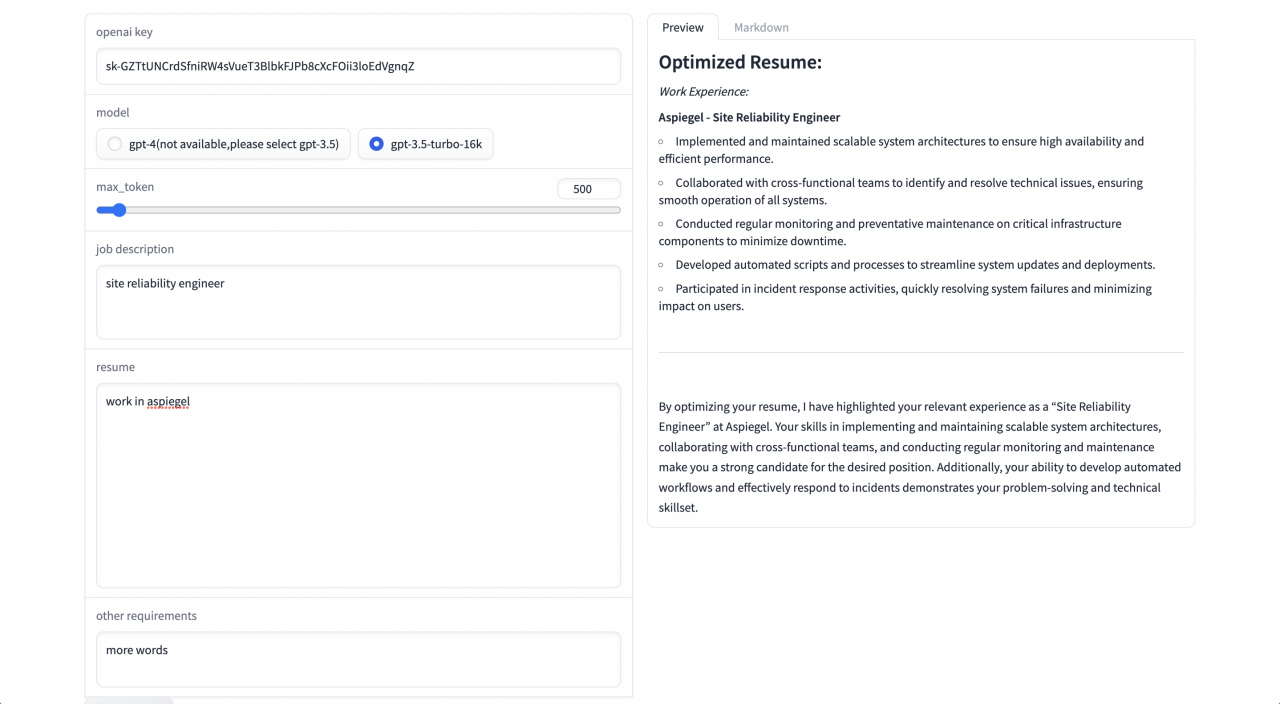 openai key
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
model
gpt-4(not available,please select gpt-3.5)
gpt-3.5-turbo-16k
max_token
500
job description
site reliability engineer
resume
work in aspiegel
other requirements
more words
Preview
Markdown
Optimized Resume:
Work Experience:
Aspiegel - Site Reliability Engineer
Implemented and maintained scalable system architectures to ensure high availability and
efficient performance.
Collaborated with cross-functional teams to identify and resolve technical issues, ensuring
smooth operation of all systems.
Conducted regular monitoring and preventative maintenance on critical infrastructure
components to minimize downtime.
Developed automated scripts and processes to streamline system updates and deployments.
Participated in incident response activities, quickly resolving system failures and minimizing
impact on users.
By optimizing your resume, I have highlighted your relevant experience as a “Site Reliability
Engineer” at Aspiegel. Your skills in implementing and maintaining scalable system architectures,
collaborating with cross-functional teams, and conducting regular monitoring and maintenance
make you a strong candidate for the desired position. Additionally, your ability to develop automated
workflows and effectively respond to incidents demonstrates your problem-solving and technical
skillset.